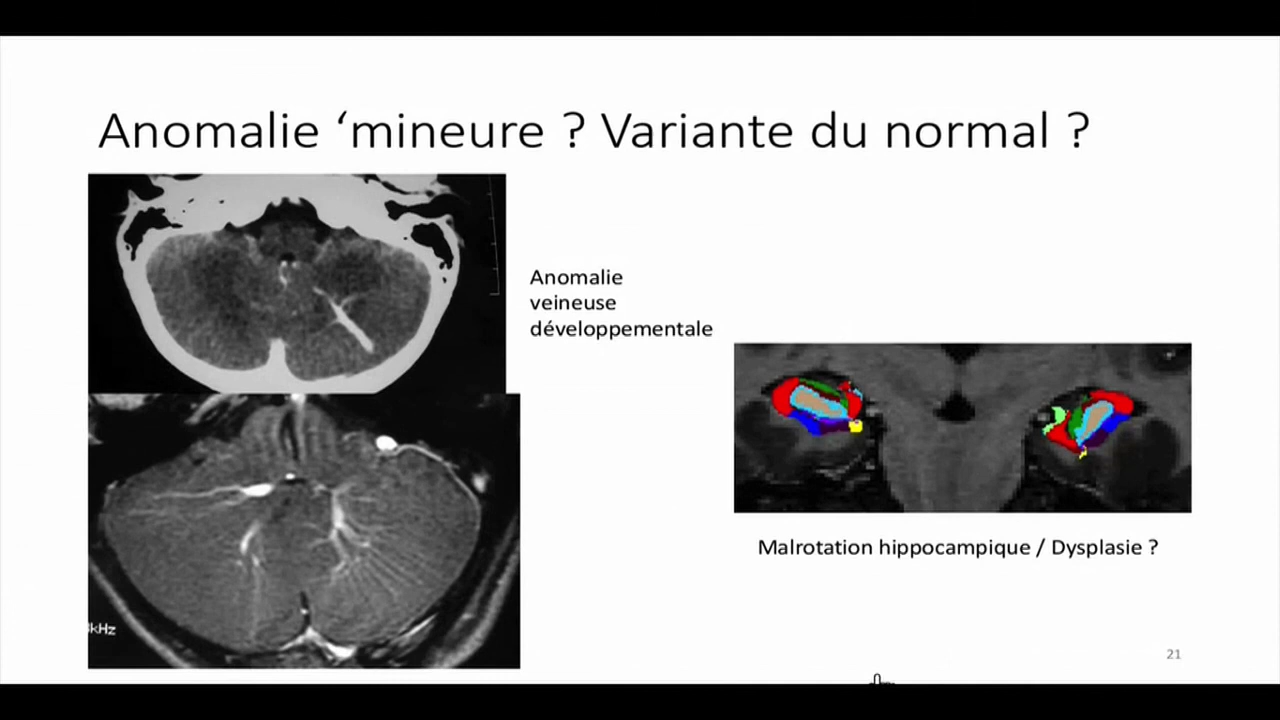 Anomalie ‘mineure ? Variante du normal ?
Anomalie
veineuse
développementale
Malrotation hippocampique / Dysplasie ?
kHz
21